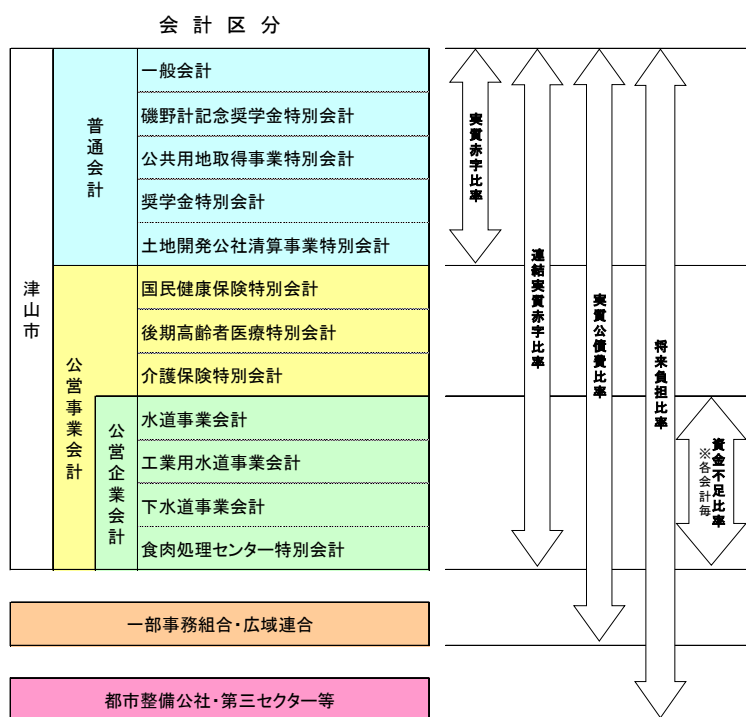 会計区分
津山市
普通会計
一般会計
磯野計記念奨学金特別会計
公共用地取得事業特別会計
奨学金特別会計
土地開発公社清算事業特別会計
公営事業会計
国民健康保険特別会計
後期高齢者医療特別会計
介護保険特別会計
公営企業会計
水道事業会計
工業用水道事業会計
下水道事業会計
食肉処理センター特別会計
一部事務組合・広域連合
都市整備公社・第三セクター等
実質赤字比率
連結実質赤字比率
実質公債費比率
将来負担比率
資金不足比率
※各会計毎